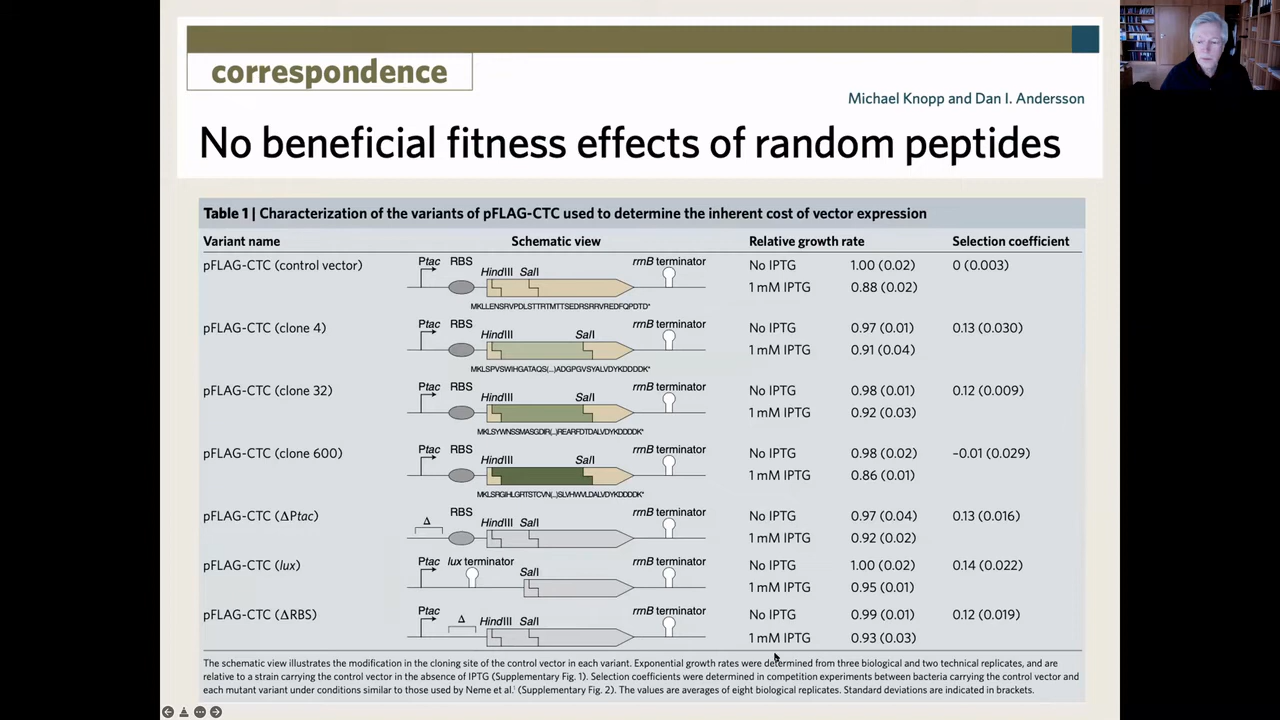 correspondence
Michael Knopp and Dan I. Andersson
No beneficial fitness effects of random peptides
Table 1 | Characterization of the variants of pFLAG-CTC used to determine the inherent cost of vector expression
Variant name Schematic view Relative growth rate Selection coefficient
pFLAG-CTC (control vector) Ptac RBS HindIII SalI rrnB terminator No IPTG 1.00 (0.02) 0 (0.003)
1 mM IPTG 0.88 (0.02)
MKLLENSRVPDLSTTRTMTTSEDRSRRVREDFQPDTD*
pFLAG-CTC (clone 4) Ptac RBS HindIII SalI rrnB terminator No IPTG 0.97 (0.01) 0.13 (0.030)
1 mM IPTG 0.91 (0.04)
MKLSPVSWIHGATAQS(...)ADGPGVSYALVDYKDDDDK*
pFLAG-CTC (clone 32) Ptac RBS HindIII SalI rrnB terminator No IPTG 0.98 (0.01) 0.12 (0.009)
1 mM IPTG 0.92 (0.03)
MKLSYWNSSMASGDIR(...)REARFDTDALVDYKDDDDK*
pFLAG-CTC (clone 600) Ptac RBS HindIII SalI rrnB terminator No IPTG 0.98 (0.02) –0.01 (0.029)
1 mM IPTG 0.86 (0.01)
MKLSRGIHLGRTSTCVN(...)SLVHWVLDALVDYKDDDDK*
pFLAG-CTC (ΔPtac) Δ RBS HindIII SalI rrnB terminator No IPTG 0.97 (0.04) 0.13 (0.016)
1 mM IPTG 0.92 (0.02)
pFLAG-CTC (lux) Ptac lux terminator SalI rrnB terminator No IPTG 1.00 (0.02) 0.14 (0.022)
1 mM IPTG 0.95 (0.01)
pFLAG-CTC (ΔRBS) Ptac Δ HindIII SalI rrnB terminator No IPTG 0.99 (0.01) 0.12 (0.019)
1 mM IPTG 0.93 (0.03)
The schematic view illustrates the modification in the cloning site of the control vector in each variant. Exponential growth rates were determined from three biological and two technical replicates, and are
relative to a strain carrying the control vector in the absence of IPTG (Supplementary Fig. 1). Selection coefficients were determined in competition experiments between bacteria carrying the control vector and
each mutant variant under conditions similar to those used by Neme et al.¹ (Supplementary Fig. 2). The values are averages of eight biological replicates. Standard deviations are indicated in brackets.